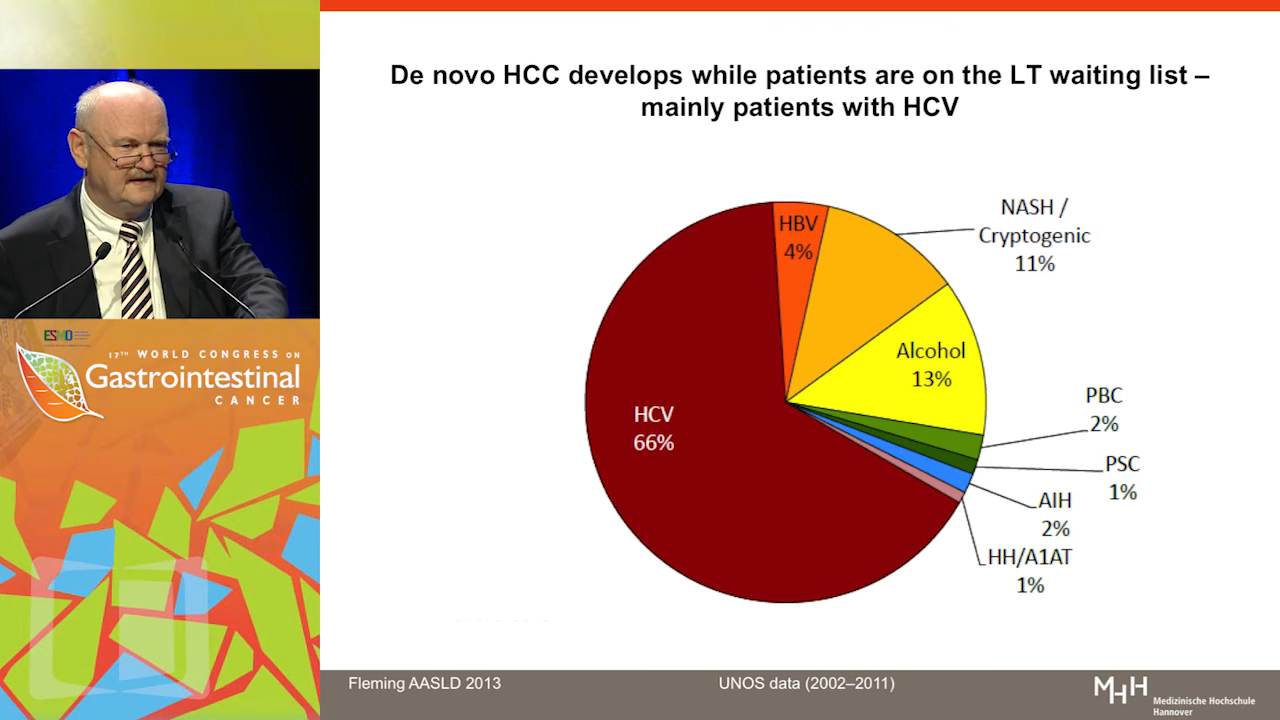 De novo HCC develops while patients are on the LT waiting list –
mainly patients with HCV
HBV
4%
NASH /
Cryptogenic
11%
Alcohol
13%
HCV
66%
PBC
2%
PSC
1%
AIH
2%
HH/A1AT
1%
ESMO
17TH WORLD CONGRESS ON
Gastrointestinal
CANCER
Fleming AASLD 2013
UNOS data (2002–2011)
MHH
Medizinische Hochschule
Hannover